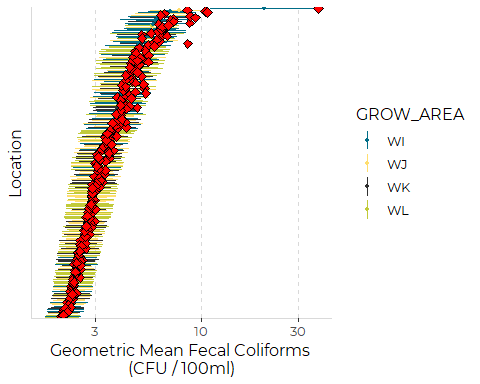 Location
3
10
30
Geometric Mean Fecal Coliforms
(CFU / 100ml)
GROW_AREA
WI
WJ
WK
WL